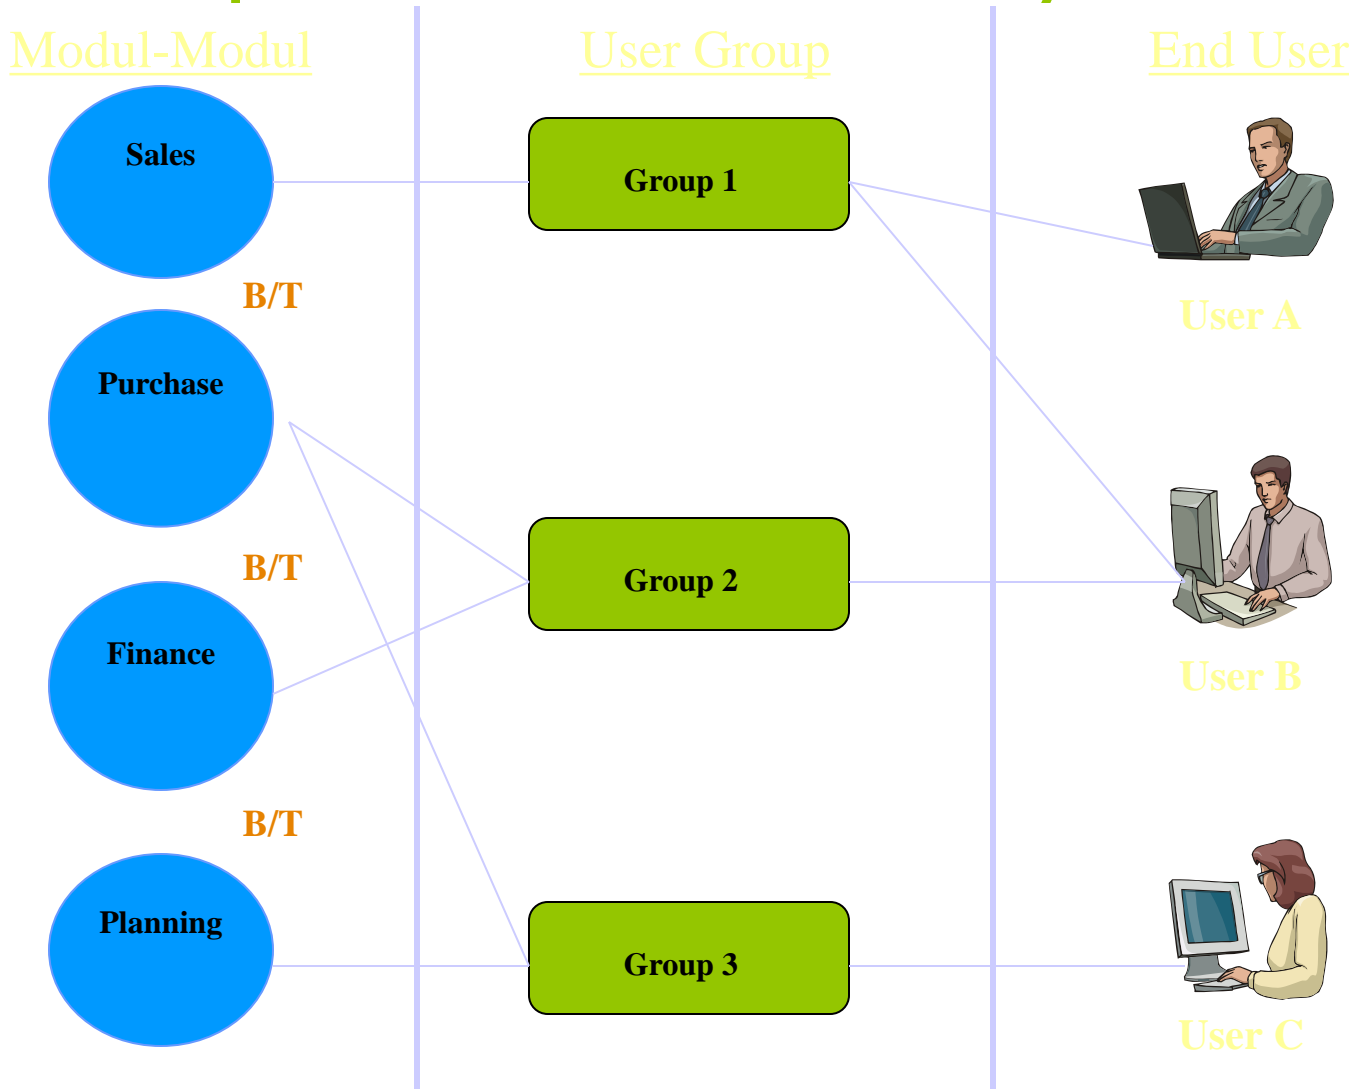 Modul-Modul
User Group
End User
Sales
Group 1
B/T
User A
Purchase
B/T
Group 2
Finance
User B
B/T
Planning
Group 3
User C